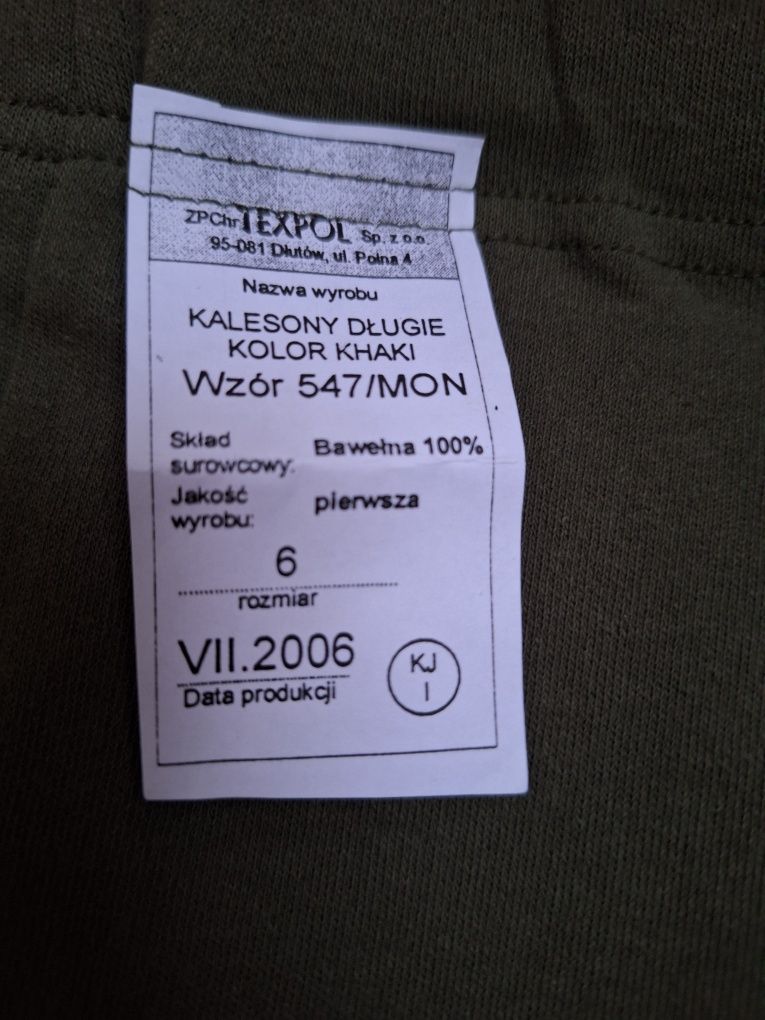 ZPChr TEXPOL Sp. z o.o.
95-081 Dłutów, ul. Polna 4
Nazwa wyrobu
KALESONY DŁUGIE
KOLOR KHAKI
Wzór 547/MON
Skład surowcowy: Bawełna 100%
Jakość wyrobu: pierwsza
6
rozmiar
VII.2006
Data produkcji
KJ
I